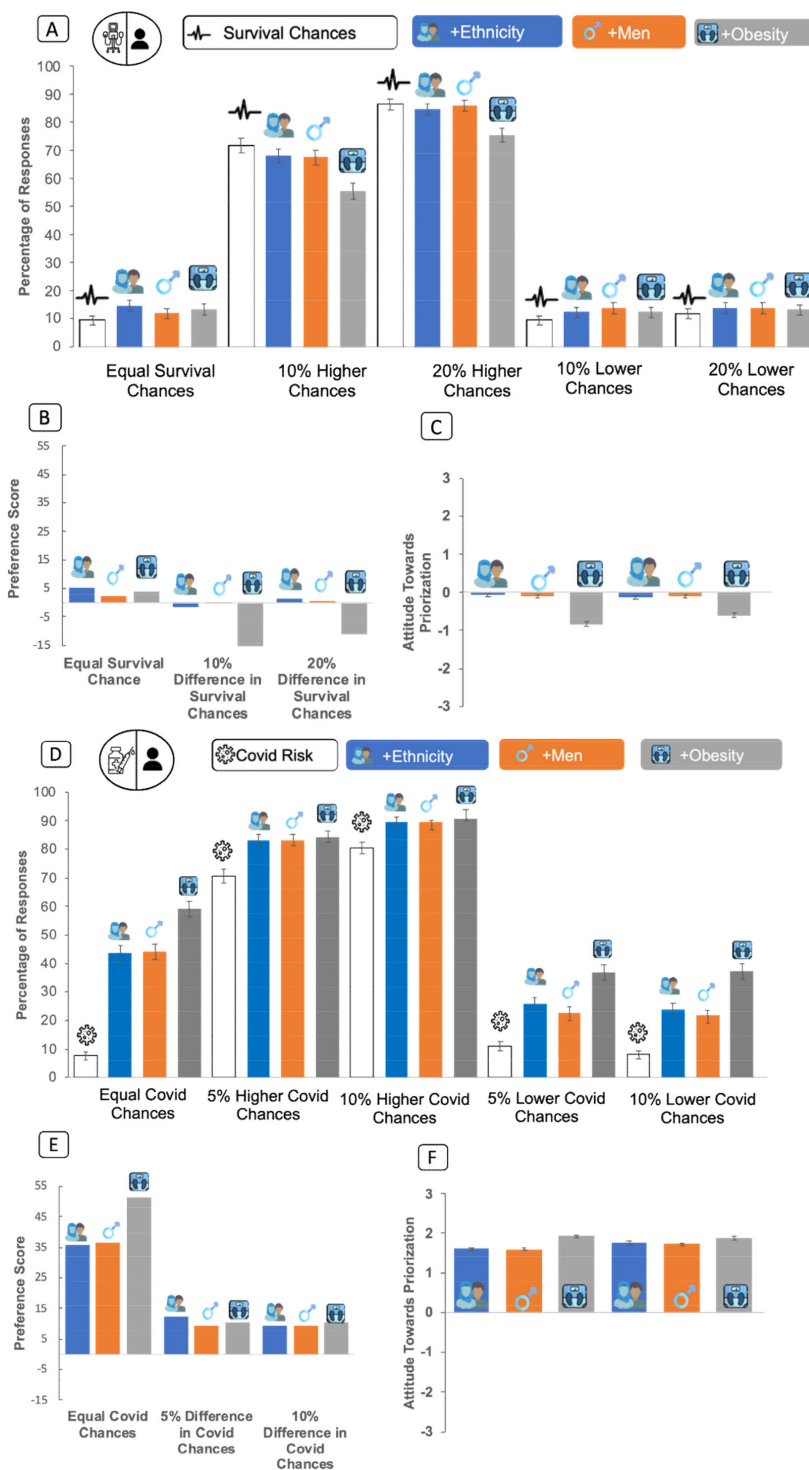 A
Survival Chances
+Ethnicity
+Men
+Obesity
Percentage of Responses
100
90
80
70
60
50
40
30
20
10
0
Equal Survival Chances
10% Higher Chances
20% Higher Chances
10% Lower Chances
20% Lower Chances
B
Preference Score
55
45
35
25
15
5
-5
-15
Equal Survival Chance
10% Difference in Survival Chances
20% Difference in Survival Chances
C
Attitude Towards Priorization
3
2
1
0
-1
-2
-3
D
Covid Risk
+Ethnicity
+Men
+Obesity
Percentage of Responses
100
90
80
70
60
50
40
30
20
10
0
Equal Covid Chances
5% Higher Covid Chances
10% Higher Covid Chances
5% Lower Covid Chances
10% Lower Covid Chances
E
Preference Score
55
45
35
25
15
5
-5
-15
Equal Covid Chances
5% Difference in Covid Chances
10% Difference in Covid Chances
F
Attitude Towards Priorization
3
2
1
0
-1
-2
-3